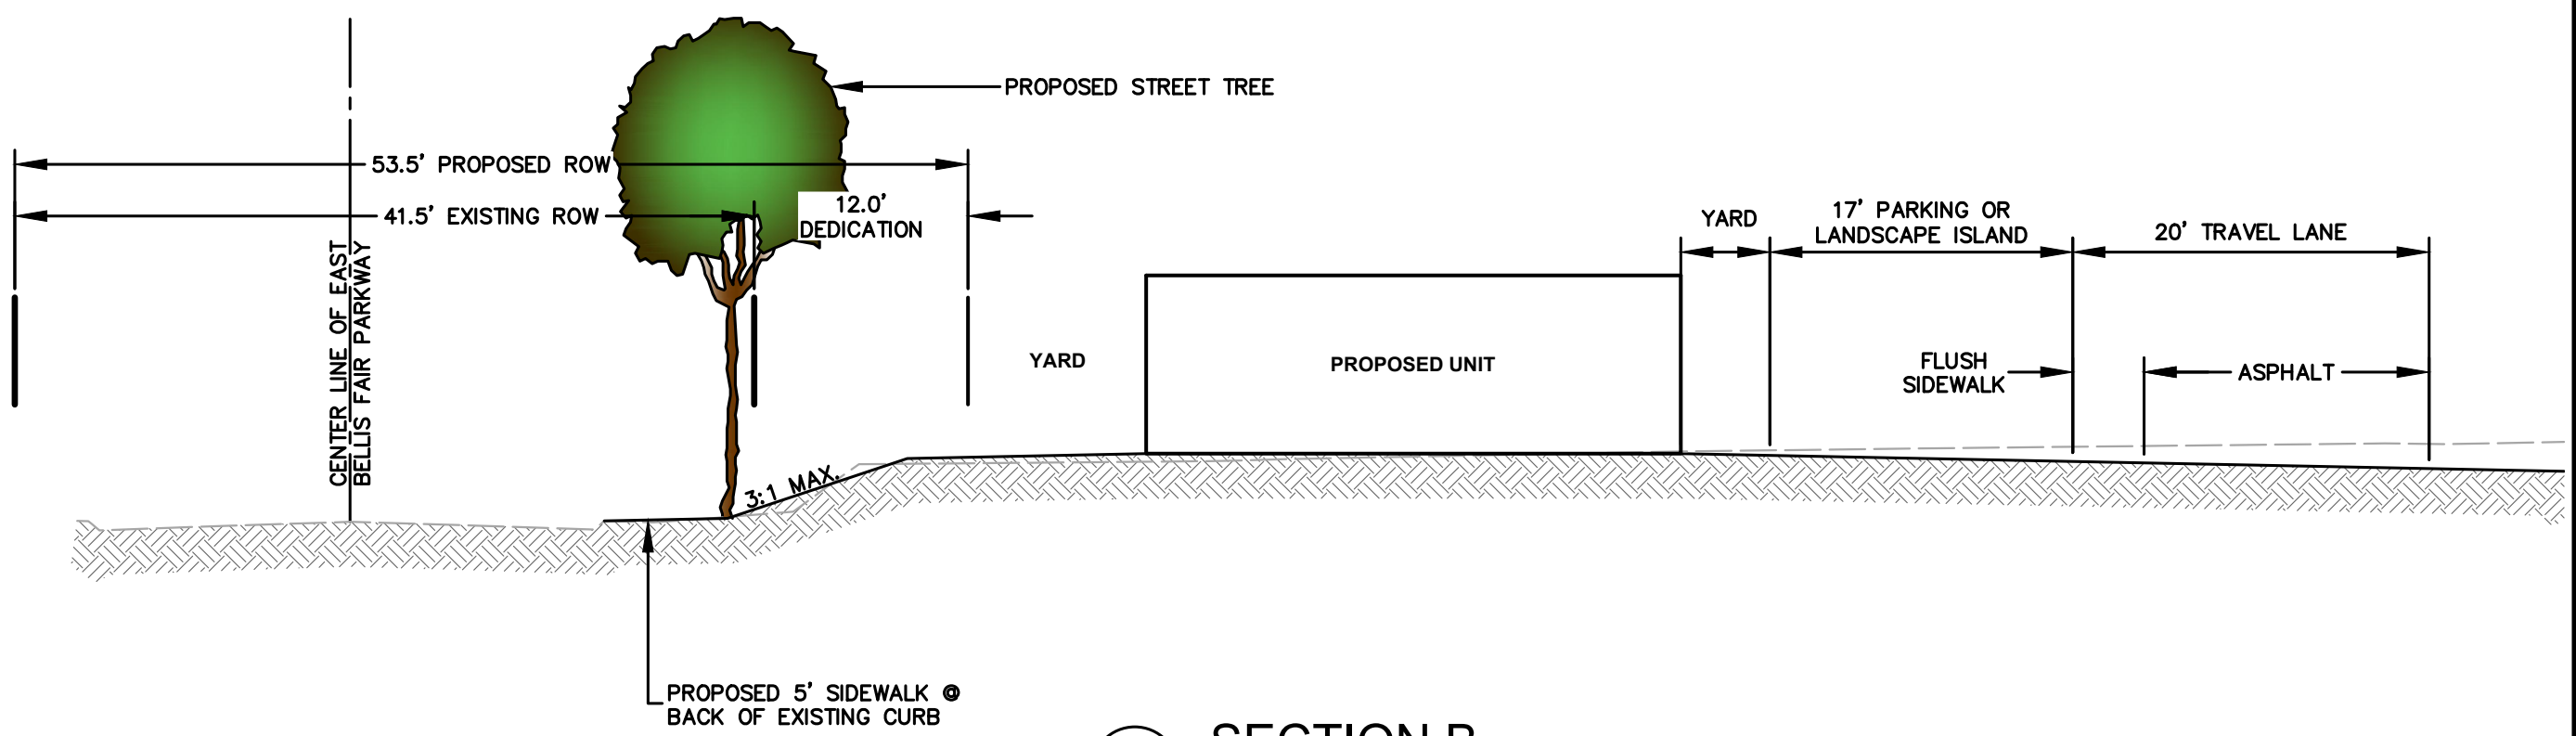 PROPOSED STREET TREE
53.5' PROPOSED ROW
41.5' EXISTING ROW
12.0'
DEDICATION
CENTER LINE OF EAST
BELLIS FAIR PARKWAY
YARD
17' PARKING OR
LANDSCAPE ISLAND
20' TRAVEL LANE
YARD
PROPOSED UNIT
FLUSH
SIDEWALK
ASPHALT
3:1 MAX.
PROPOSED 5' SIDEWALK @
BACK OF EXISTING CURB
SECTION B